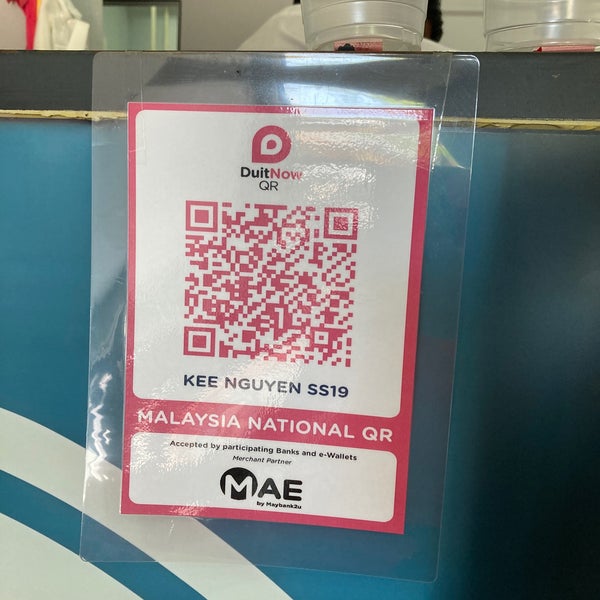 DuitNow
QR
KEE NGUYEN SS19
MALAYSIA NATIONAL QR
Accepted by participating Banks and e-Wallets
Merchant Partner
MAE
by Maybank2u